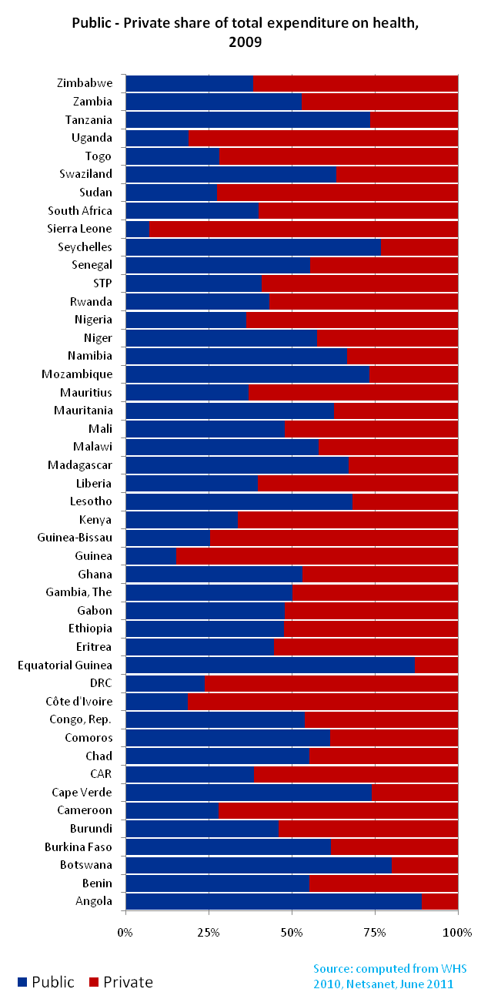 Public - Private share of total expenditure on health,
2009
Zimbabwe
Zambia
Tanzania
Uganda
Togo
Swaziland
Sudan
South Africa
Sierra Leone
Seychelles
Senegal
STP
Rwanda
Nigeria
Niger
Namibia
Mozambique
Mauritius
Mauritania
Mali
Malawi
Madagascar
Liberia
Lesotho
Kenya
Guinea-Bissau
Guinea
Ghana
Gambia, The
Gabon
Ethiopia
Eritrea
Equatorial Guinea
DRC
Côte d'Ivoire
Congo, Rep.
Comoros
Chad
CAR
Cape Verde
Cameroon
Burundi
Burkina Faso
Botswana
Benin
Angola
0% 25% 50% 75% 100%
Public Private
Source: computed from WHS
2010, Netsanet, June 2011